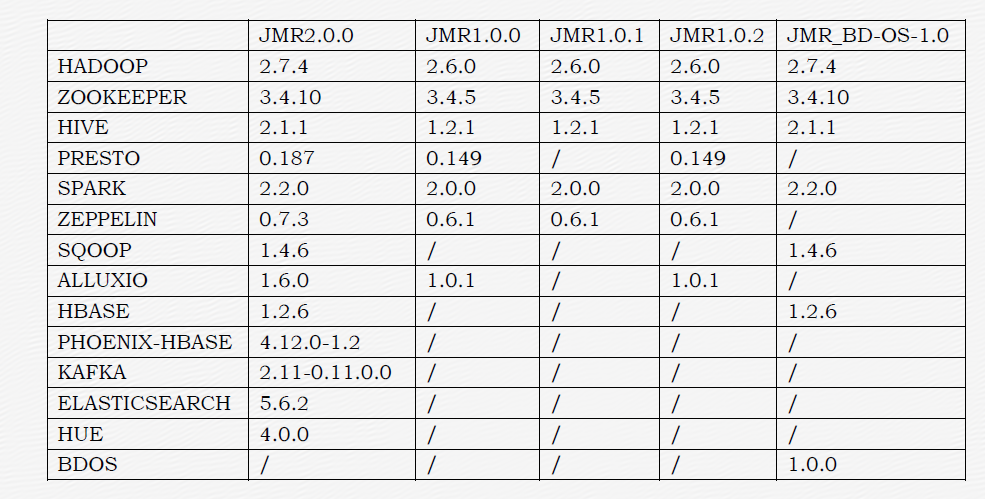 JMR2.0.0 JMR1.0.0 JMR1.0.1 JMR1.0.2 JMR_BD-OS-1.0
HADOOP 2.7.4 2.6.0 2.6.0 2.6.0 2.7.4
ZOOKEEPER 3.4.10 3.4.5 3.4.5 3.4.5 3.4.10
HIVE 2.1.1 1.2.1 1.2.1 1.2.1 2.1.1
PRESTO 0.187 0.149 / 0.149 /
SPARK 2.2.0 2.0.0 2.0.0 2.0.0 2.2.0
ZEPPELIN 0.7.3 0.6.1 0.6.1 0.6.1 /
SQOOP 1.4.6 / / / 1.4.6
ALLUXIO 1.6.0 1.0.1 / 1.0.1 /
HBASE 1.2.6 / / / 1.2.6
PHOENIX-HBASE 4.12.0-1.2 / / / /
KAFKA 2.11-0.11.0.0 / / / /
ELASTICSEARCH 5.6.2 / / / /
HUE 4.0.0 / / / /
BDOS / / / / 1.0.0